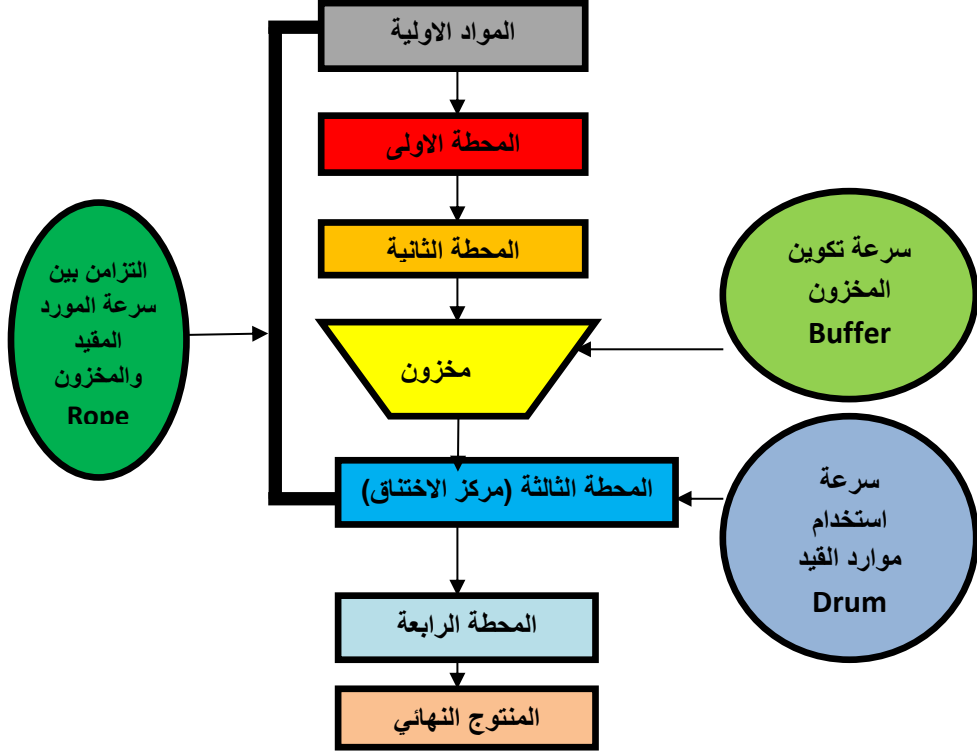 المواد الاولية
المحطة الاولى
المحطة الثانية
سرعة تكوين
المخزون
Buffer
التزامن بين
سرعة المورد
المقيد
والمخزون
Rope
مخزون
المحطة الثالثة (مركز الاختناق)
سرعة
استخدام
موارد القيد
Drum
المحطة الرابعة
المنتوج النهائي